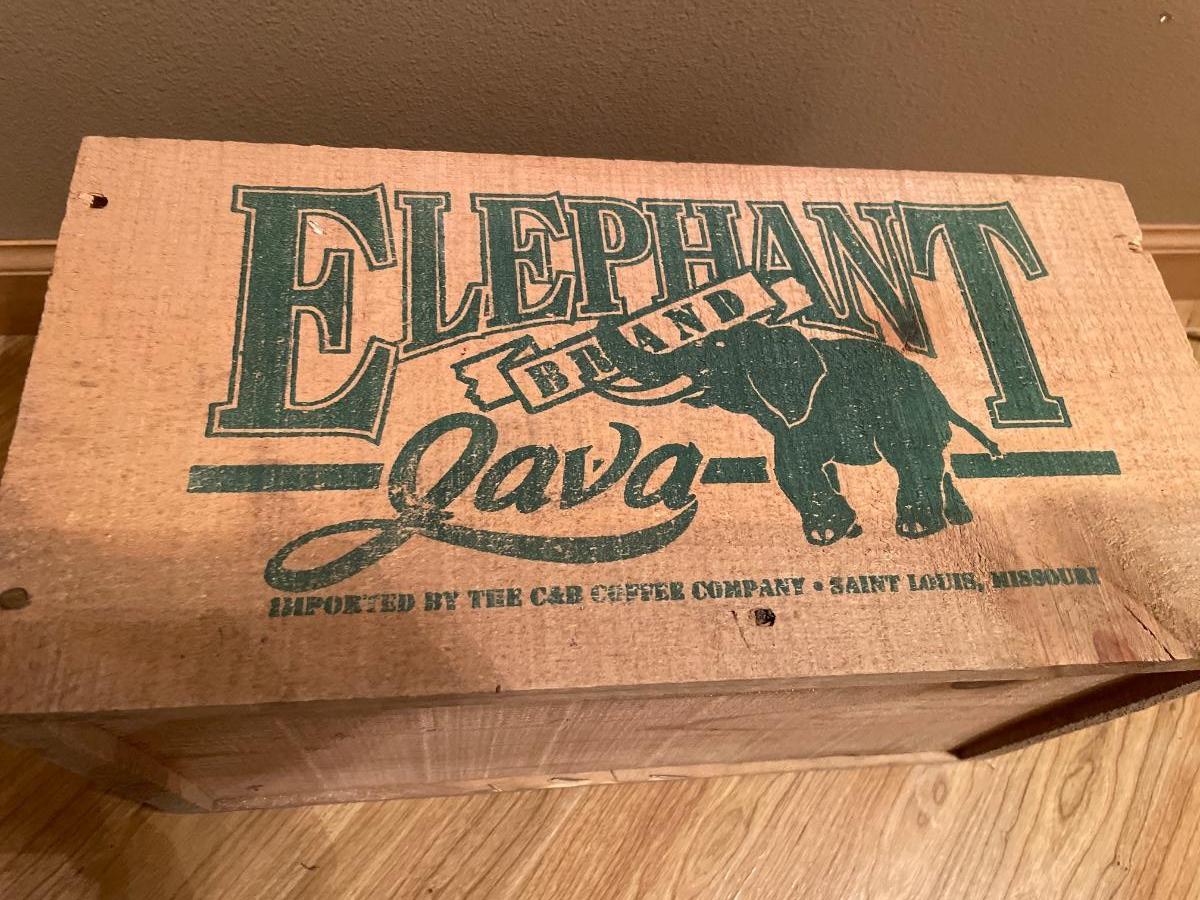 ELEPHANT
BRAND
Java
IMPORTED BY THE C&B COFFEE COMPANY • SAINT LOUIS, MISSOURI